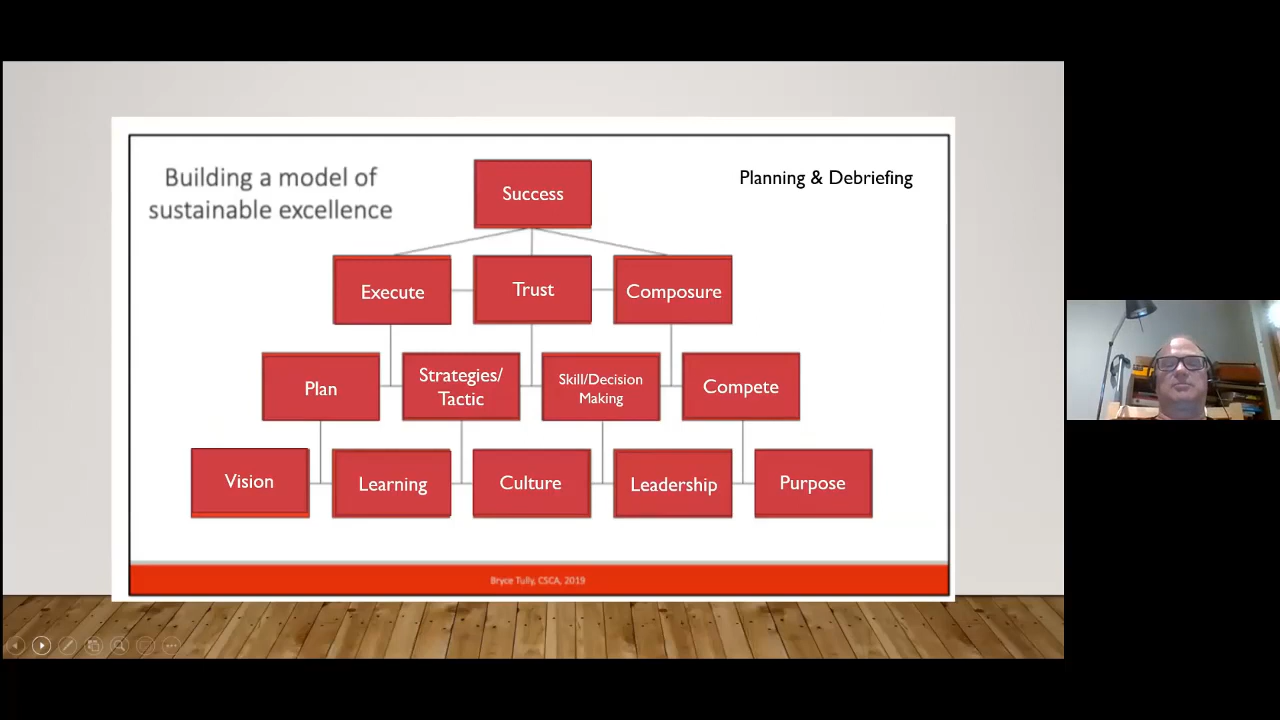 Building a model of
sustainable excellence
Planning & Debriefing
Success
Execute
Trust
Composure
Plan
Strategies/
Tactic
Skill/Decision
Making
Compete
Vision
Learning
Culture
Leadership
Purpose
Bryce Tully, CSCA, 2019